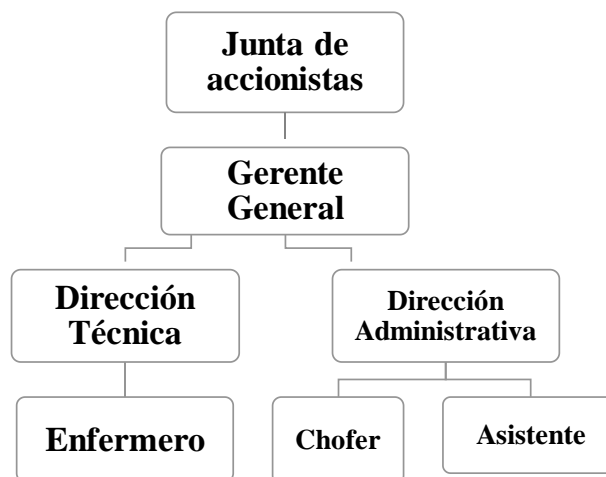 Junta de
accionistas
Gerente
General
Dirección
Técnica
Dirección
Administrativa
Enfermero
Chofer
Asistente